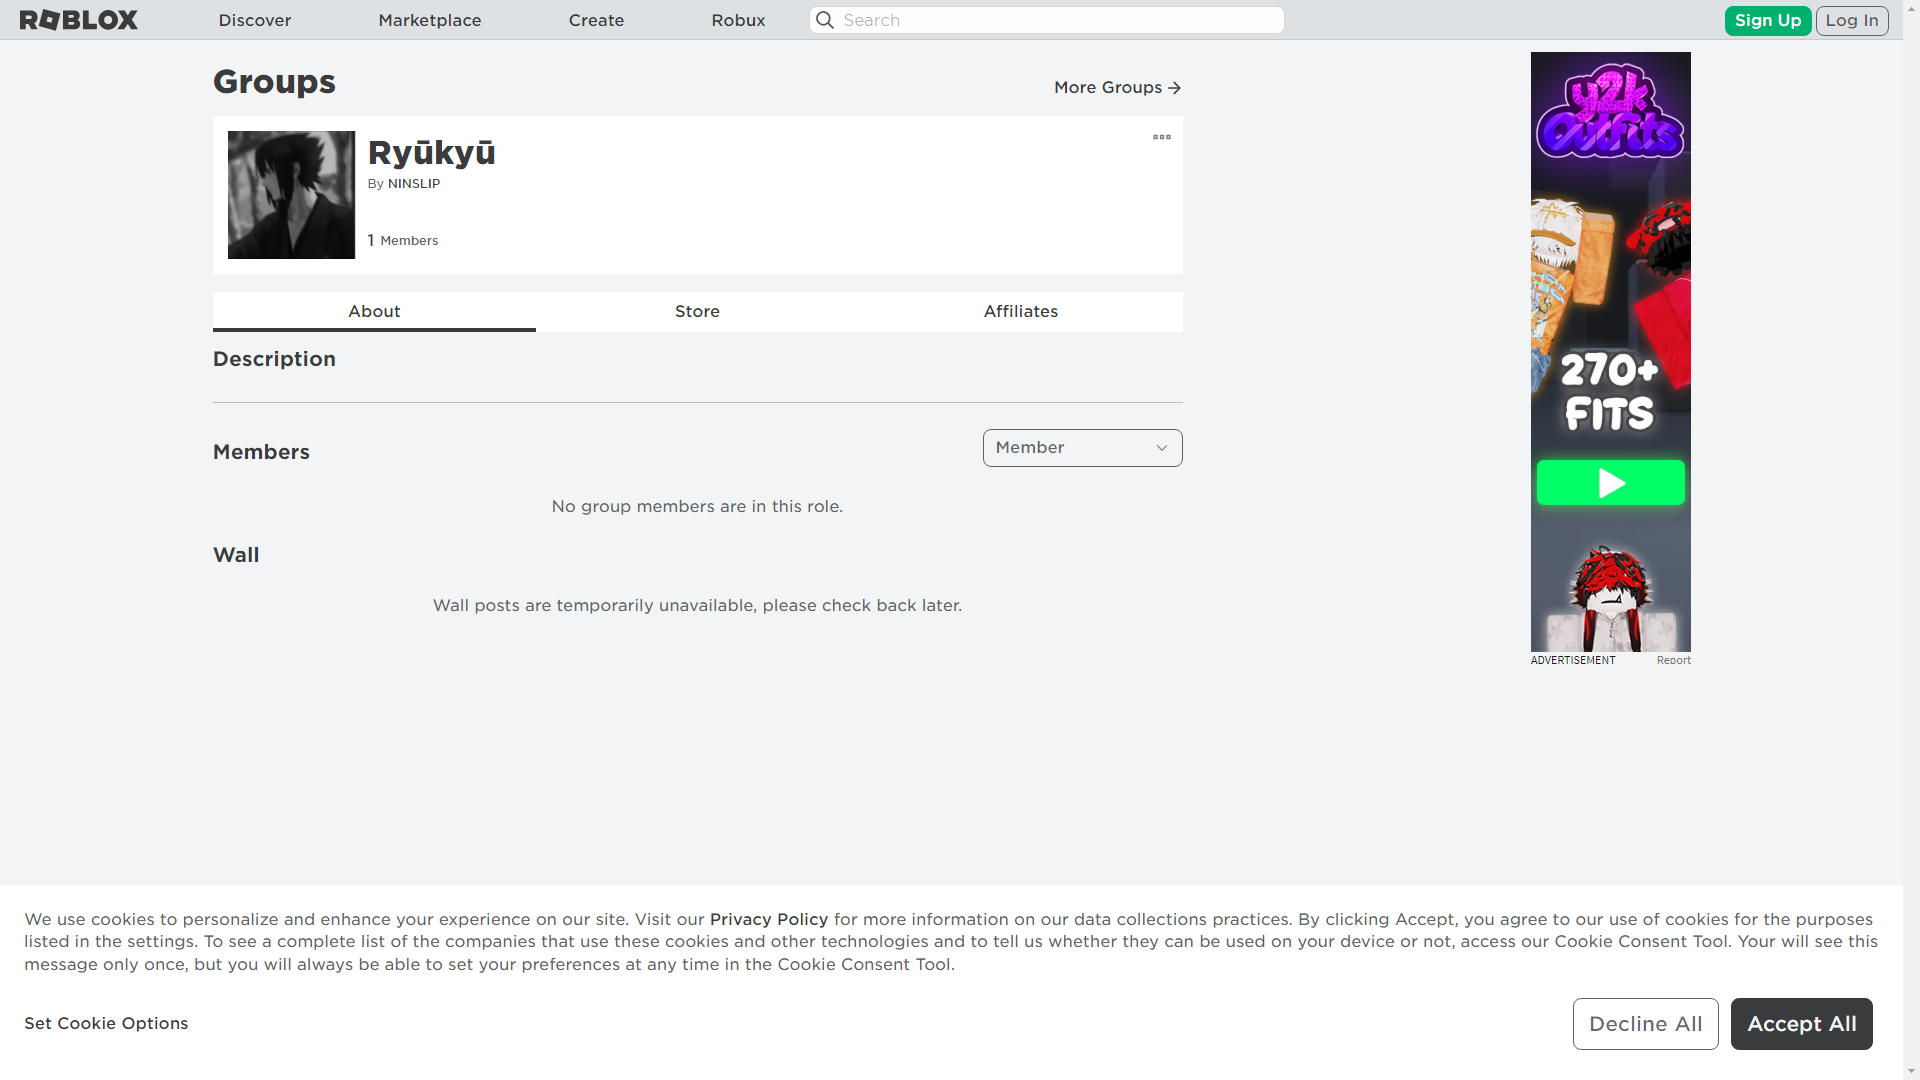 ROBLOX
Discover
Marketplace
Create
Robux
Search
Sign Up
Log In
Groups
More Groups
Ryūkyū
By NINSLIP
1 Members
About
Store
Affiliates
Description
Members
Member
No group members are in this role.
Wall
Wall posts are temporarily unavailable, please check back later.
y2k
Outfits
270+
FITS
ADVERTISEMENT
Report
We use cookies to personalize and enhance your experience on our site. Visit our Privacy Policy for more information on our data collections practices. By clicking Accept, you agree to our use of cookies for the purposes
listed in the settings. To see a complete list of the companies that use these cookies and other technologies and to tell us whether they can be used on your device or not, access our Cookie Consent Tool. Your will see this
message only once, but you will always be able to set your preferences at any time in the Cookie Consent Tool.
Set Cookie Options
Decline All
Accept All